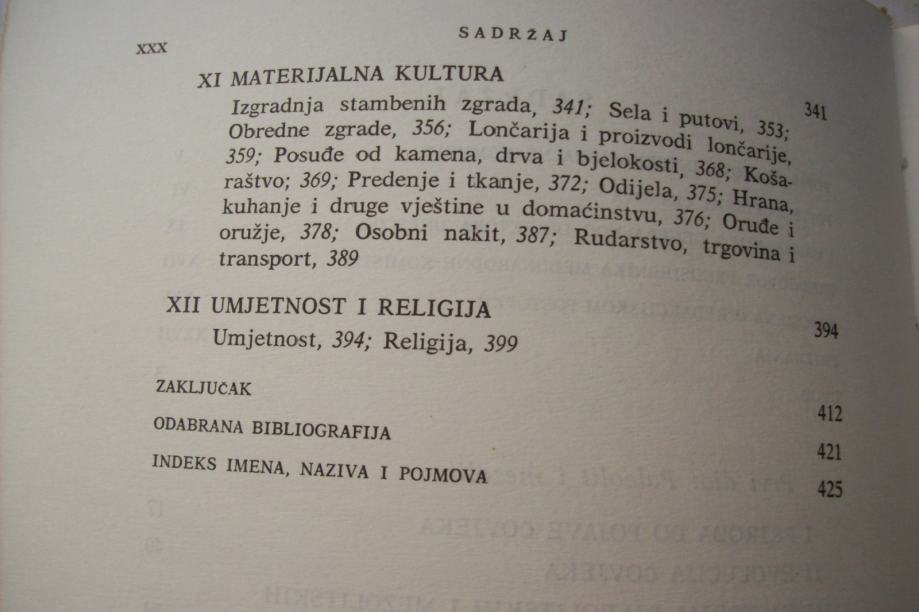 xxx
SADRŽAJ
XI MATERIJALNA KULTURA 341
Izgradnja stambenih zgrada, 341; Sela i putovi, 353;
Obredne zgrade, 356; Lončarija i proizvodi lončarije,
359; Posuđe od kamena, drva i bjelokosti, 368; Koša-
raštvo; 369; Predenje i tkanje, 372; Odijela, 375; Hrana,
kuhanje i druge vještine u domaćinstvu, 376; Oruđe i
oružje, 378; Osobni nakit, 387; Rudarstvo, trgovina i
transport, 389
XII UMJETNOST I RELIGIJA 394
Umjetnost, 394; Religija, 399
ZAKLJUČAK 412
ODABRANA BIBLIOGRAFIJA 421
INDEKS IMENA, NAZIVA I POJMOVA 425